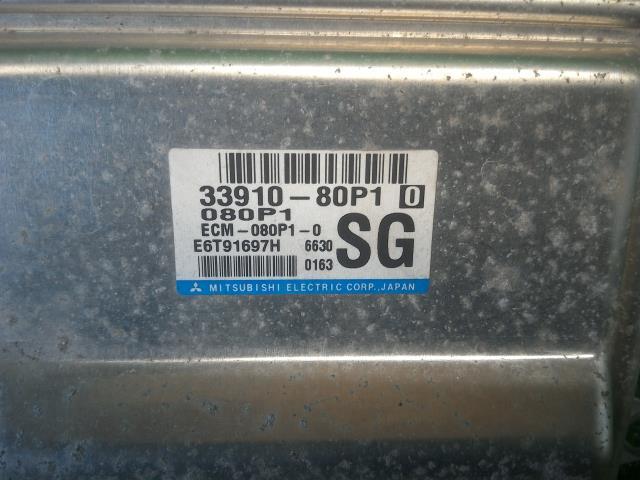 33910-80P1 0
080P1
ECM-080P1-0
E6T91697H 6630 SG
0163
MITSUBISHI ELECTRIC CORP., JAPAN